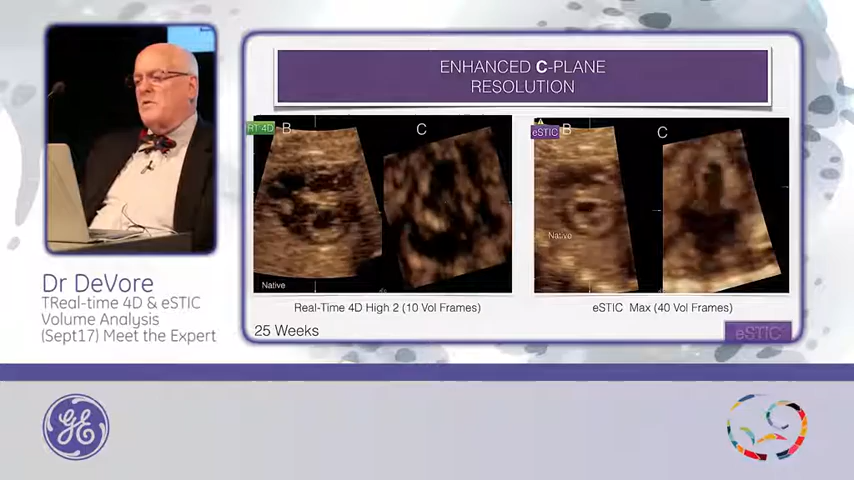 ENHANCED C-PLANE
RESOLUTION
RT 4D
B
C
eSTIC
B
C
Native
Native
Real-Time 4D High 2 (10 Vol Frames)
eSTIC Max (40 Vol Frames)
25 Weeks
eSTIC
Dr DeVore
TReal-time 4D & eSTIC
Volume Analysis
(Sept17) Meet the Expert
GE